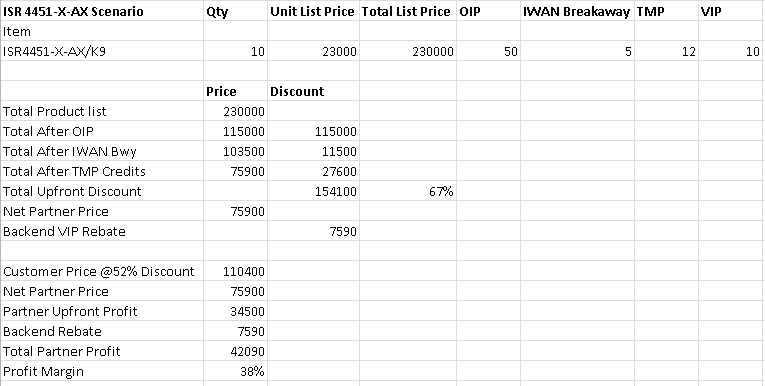 ISR 4451-X-AX Scenario Qty Unit List Price Total List Price OIP IWAN Breakaway TMP VIP
Item
ISR4451-X-AX/K9 10 23000 230000 50 5 12 10
Price Discount
Total Product list 230000
Total After OIP 115000 115000
Total After IWAN Bwy 103500 11500
Total After TMP Credits 75900 27600
Total Upfront Discount 154100 67%
Net Partner Price 75900
Backend VIP Rebate 7590
Customer Price @52% Discount 110400
Net Partner Price 75900
Partner Upfront Profit 34500
Backend Rebate 7590
Total Partner Profit 42090
Profit Margin 38%